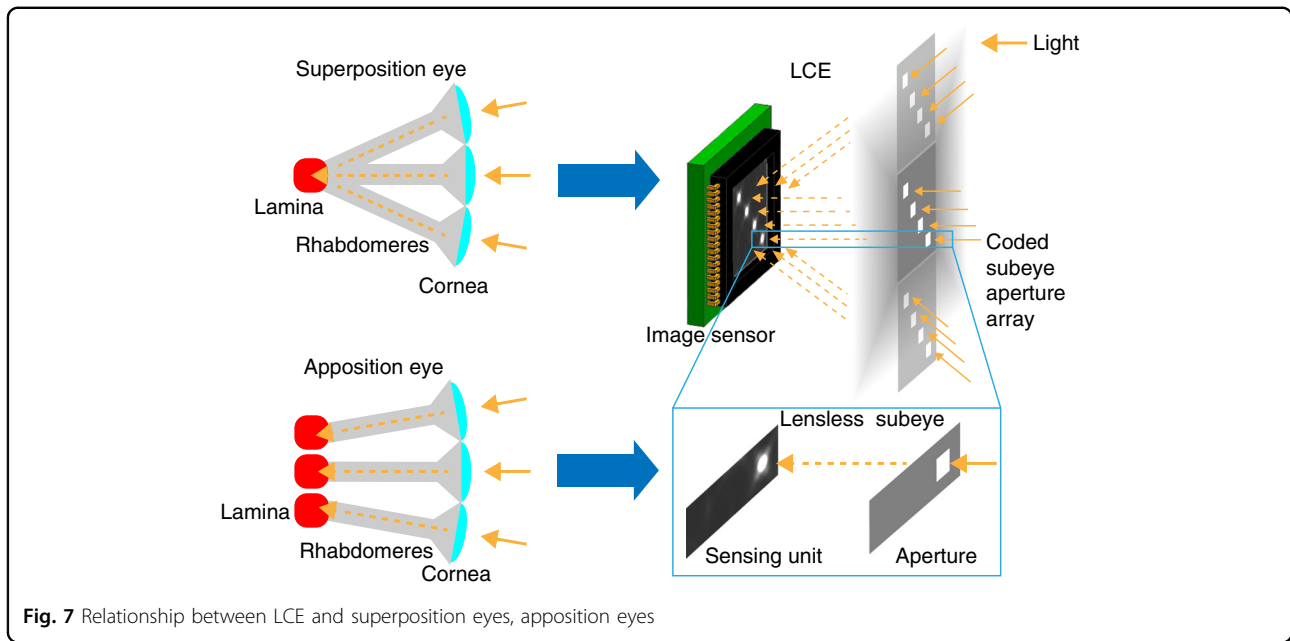 Superposition eye
Lamina
Rhabdomeres
Cornea
LCE
Light
Image sensor
Coded
subeye
aperture
array
Apposition eye
Lamina
Rhabdomeres
Cornea
Lensless subeye
Sensing unit
Aperture
Fig. 7 Relationship between LCE and superposition eyes, apposition eyes